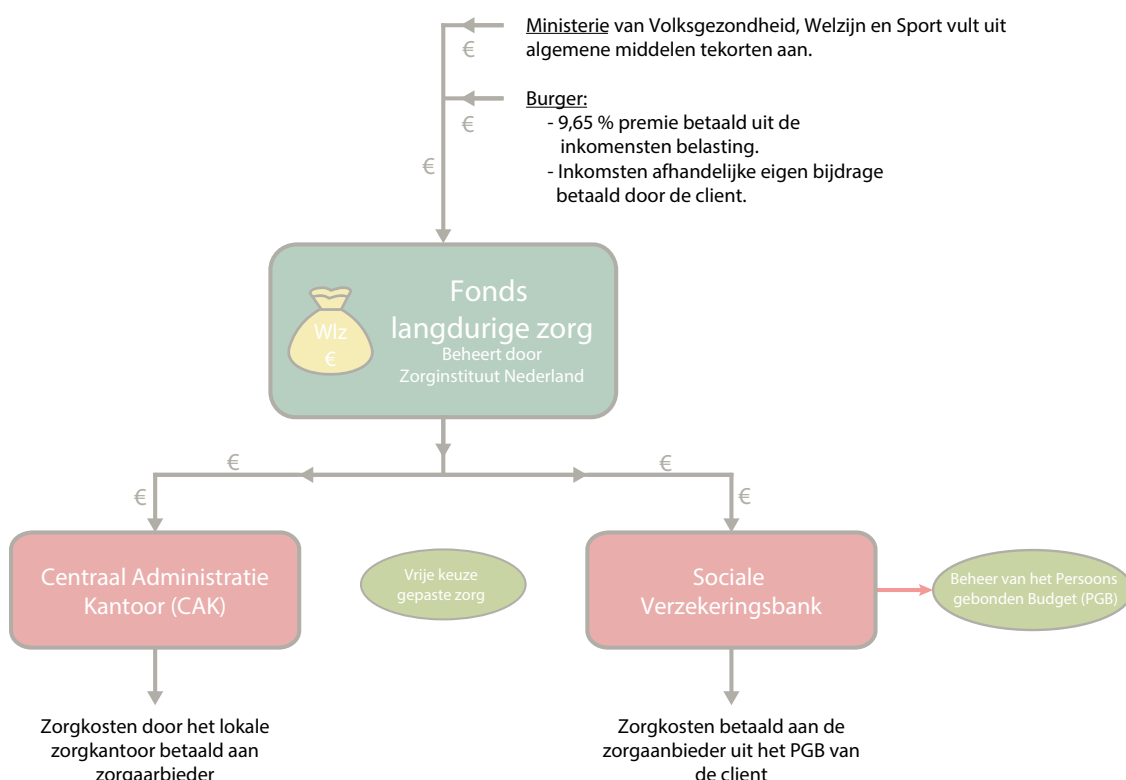 Ministerie van Volksgezondheid, Welzijn en Sport vult uit
algemene middelen tekorten aan.
€
Burger:
€
- 9,65 % premie betaald uit de
inkomensten belasting.
- Inkomsten afhandelijke eigen bijdrage
betaald door de client.
€
Fonds
langdurige zorg
Beheert door
Zorginstituut Nederland
Wlz
€
€
€
€
€
Centraal Administratie
Kantoor (CAK)
Vrije keuze
gepaste zorg
Sociale
Verzekeringsbank
Beheer van het Persoons
gebonden Budget (PGB)
Zorgkosten door het lokale
zorgkantoor betaald aan
zorgaarbieder
Zorgkosten betaald aan de
zorgaanbieder uit het PGB van
de client